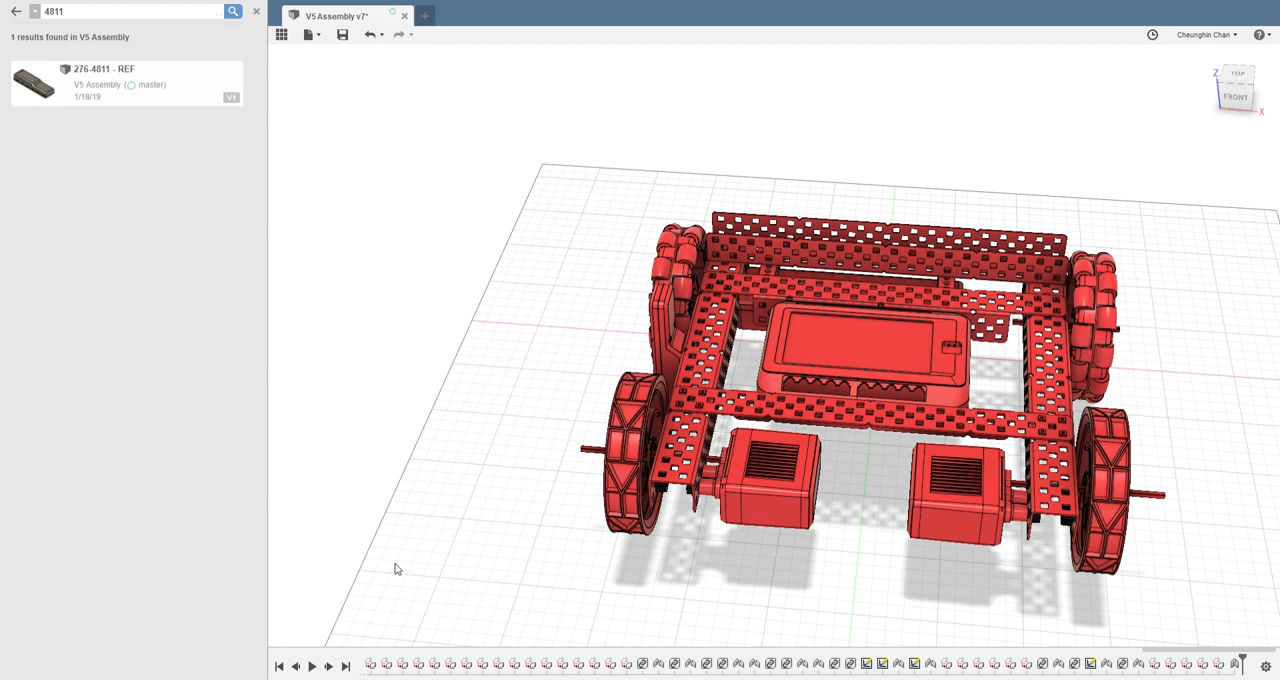 4811
1 results found in V5 Assembly
276-4811 - REF
V5 Assembly ( master)
1/18/19
V1
V5 Assembly v7*
Cheunghin Chan
TOP
FRONT
Z
X